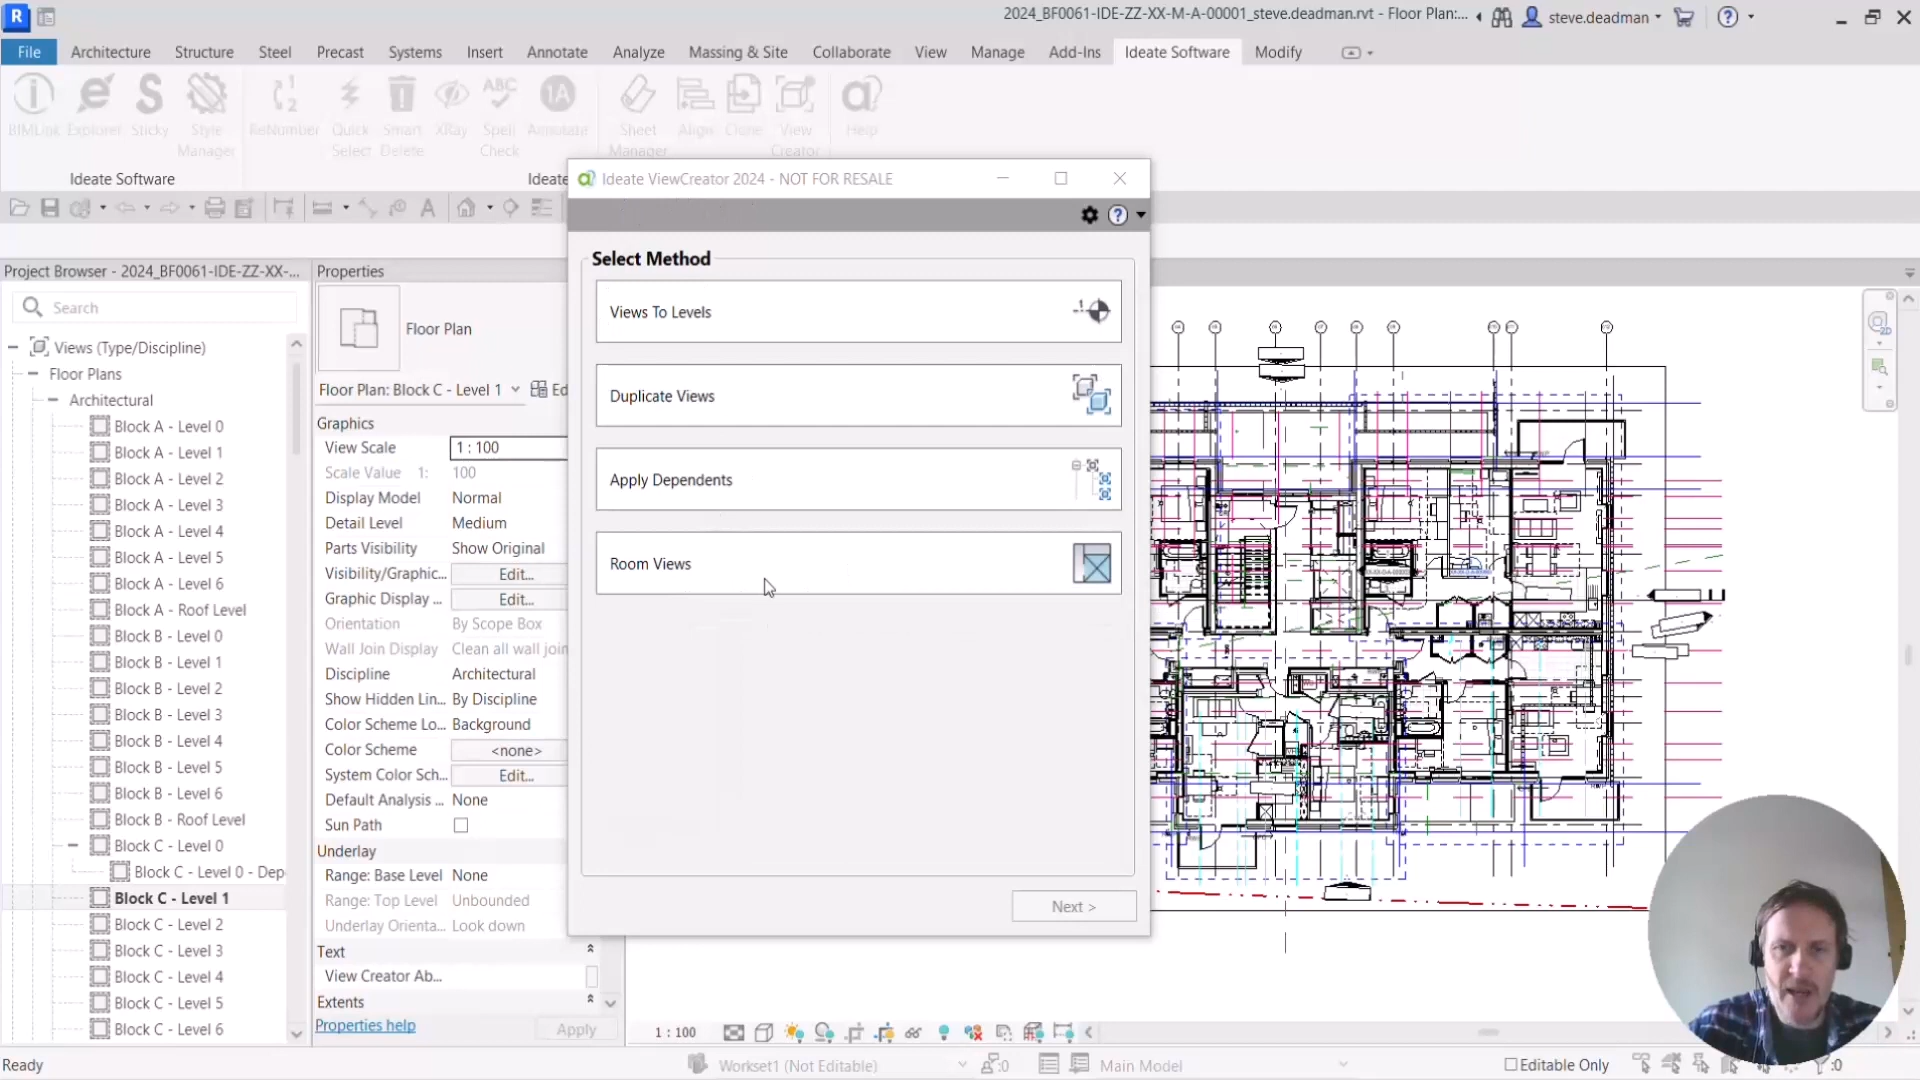 2024_BF0061-IDE-ZZ-XX-M-A-00001_steve.deadman.rvt - Floor Plan:...
steve.deadman
File Architecture Structure Steel Precast Systems Insert Annotate Analyze Massing & Site Collaborate View Manage Add-Ins Ideate Software Modify
BIMLink Explorer Sticky Style Manager ReNumber Quick Select Smart Delete XRay Spell Check Annotate Sheet Manager Align Clone View Creator Help
Ideate Software
Ideate
Ideate ViewCreator 2024 - NOT FOR RESALE
Select Method
Views To Levels
Duplicate Views
Apply Dependents
Room Views
Next >
Project Browser - 2024_BF0061-IDE-ZZ-XX-...
Search
Views (Type/Discipline)
Floor Plans
Architectural
Block A - Level 0
Block A - Level 1
Block A - Level 2
Block A - Level 3
Block A - Level 4
Block A - Level 5
Block A - Level 6
Block A - Roof Level
Block B - Level 0
Block B - Level 1
Block B - Level 2
Block B - Level 3
Block B - Level 4
Block B - Level 5
Block B - Level 6
Block B - Roof Level
Block C - Level 0
Block C - Level 0 - Dep
Block C - Level 1
Block C - Level 2
Block C - Level 3
Block C - Level 4
Block C - Level 5
Block C - Level 6
Properties
Floor Plan
Floor Plan: Block C - Level 1 Ed
Graphics
View Scale 1 : 100
Scale Value 1: 100
Display Model Normal
Detail Level Medium
Parts Visibility Show Original
Visibility/Graphic... Edit...
Graphic Display ... Edit...
Orientation By Scope Box
Wall Join Display Clean all wall join
Discipline Architectural
Show Hidden Lin... By Discipline
Color Scheme Lo... Background
Color Scheme <none>
System Color Sch... Edit...
Default Analysis ... None
Sun Path
Underlay
Range: Base Level None
Range: Top Level Unbounded
Underlay Orienta... Look down
Text
View Creator Ab...
Extents
Properties help Apply
1 : 100
Ready
Workset1 (Not Editable)
:0
Main Model
Editable Only
:0